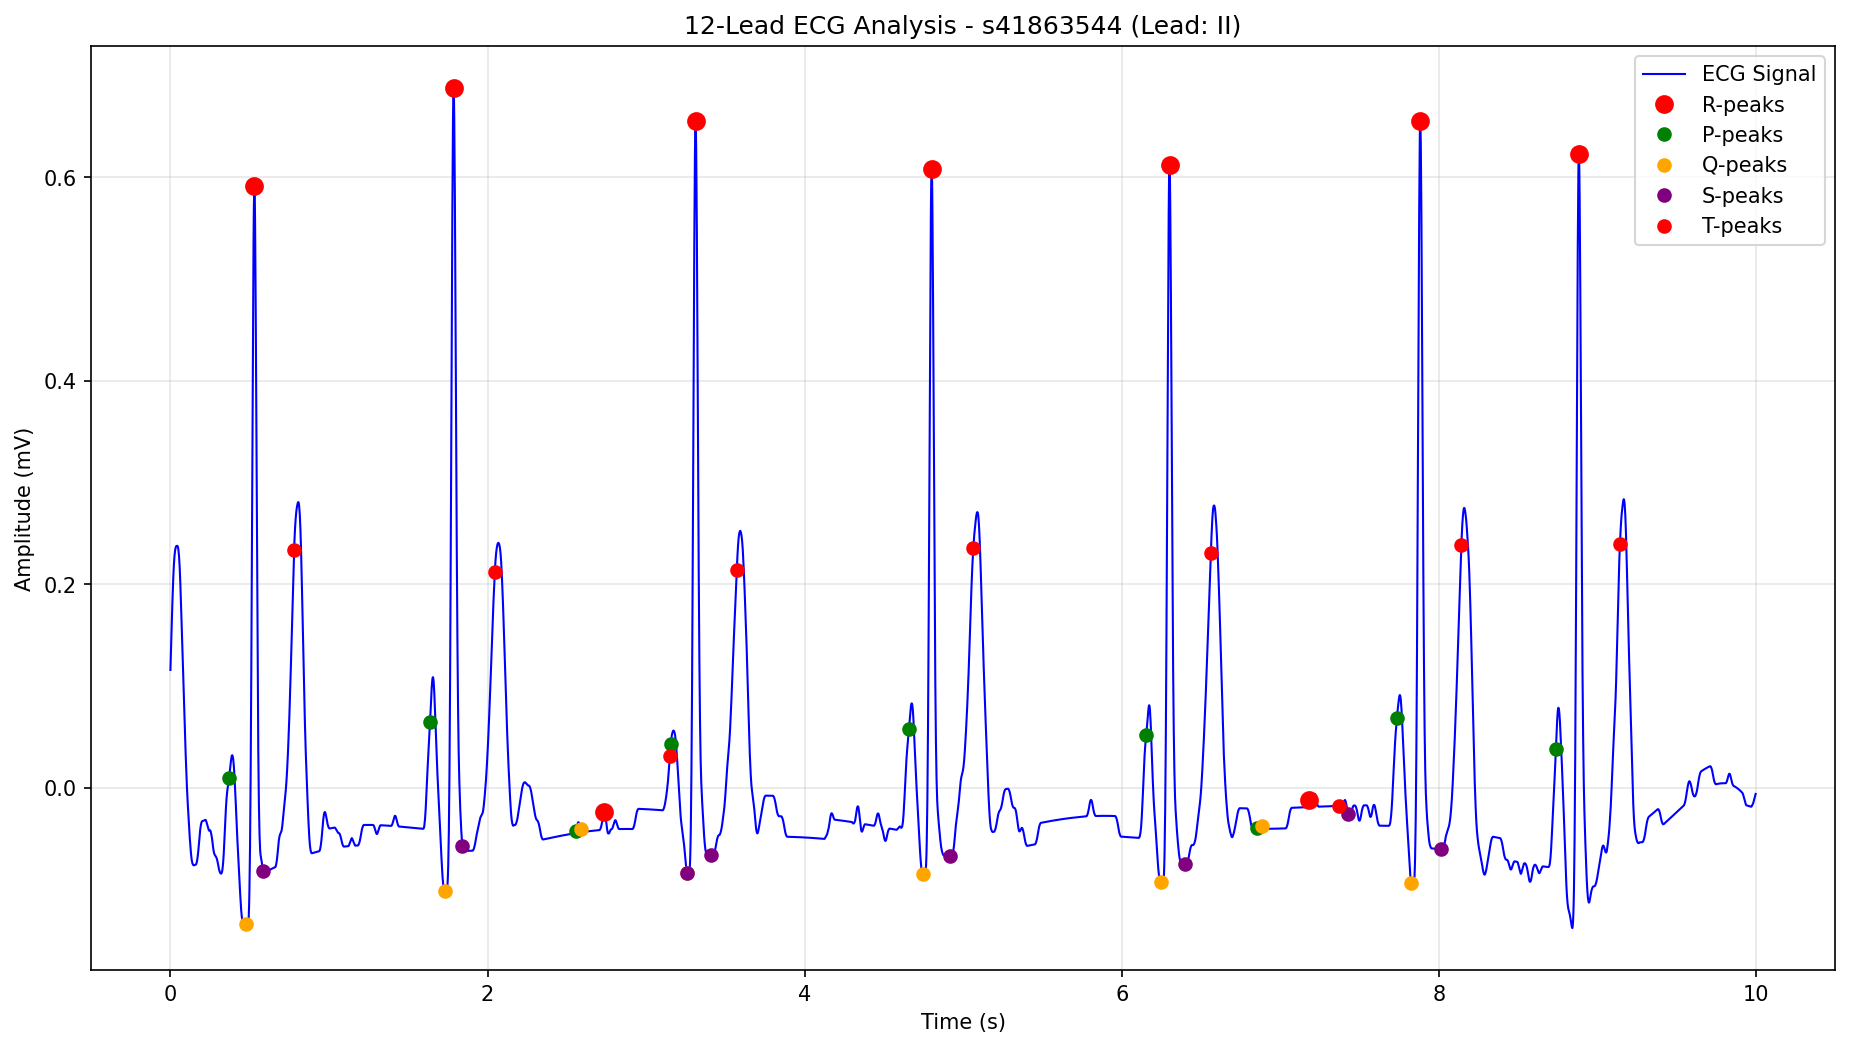 12-Lead ECG Analysis - s41863544 (Lead: II)
ECG Signal
R-peaks
P-peaks
Q-peaks
S-peaks
T-peaks
Amplitude (mV)
0.6
0.4
0.2
0.0
0 2 4 6 8 10
Time (s)